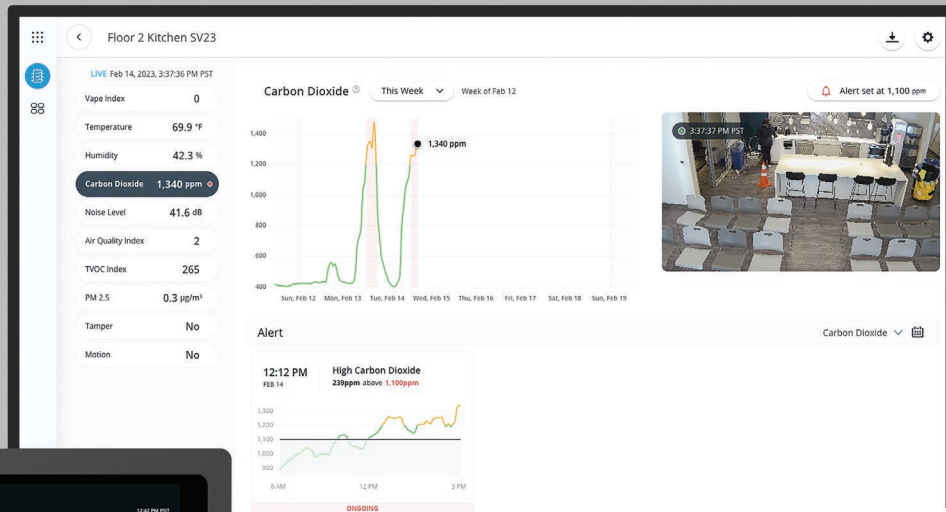 Floor 2 Kitchen SV23
LIVE Feb 14, 2023, 3:37:36 PM PST
Vape Index 0
Temperature 69.9 °F
Humidity 42.3 %
Carbon Dioxide 1,340 ppm
Noise Level 41.6 dB
Air Quality Index 2
TVOC Index 265
PM 2.5 0.3 µg/m³
Tamper No
Motion No
Carbon Dioxide ? This Week Week of Feb 12
Alert set at 1,100 ppm
1,400
1,200
1,000
800
600
400
1,340 ppm
Sun, Feb 12 Mon, Feb 13 Tue, Feb 14 Wed, Feb 15 Thu, Feb 16 Fri, Feb 17 Sat, Feb 18 Sun, Feb 19
3:37:37 PM PST
Alert
Carbon Dioxide
12:12 PM
FEB 14
High Carbon Dioxide
239ppm above 1,100ppm
1,300
1,200
1,100
1,000
900
8 AM 12 PM 3 PM
ONGOING
12:42 PM PDT